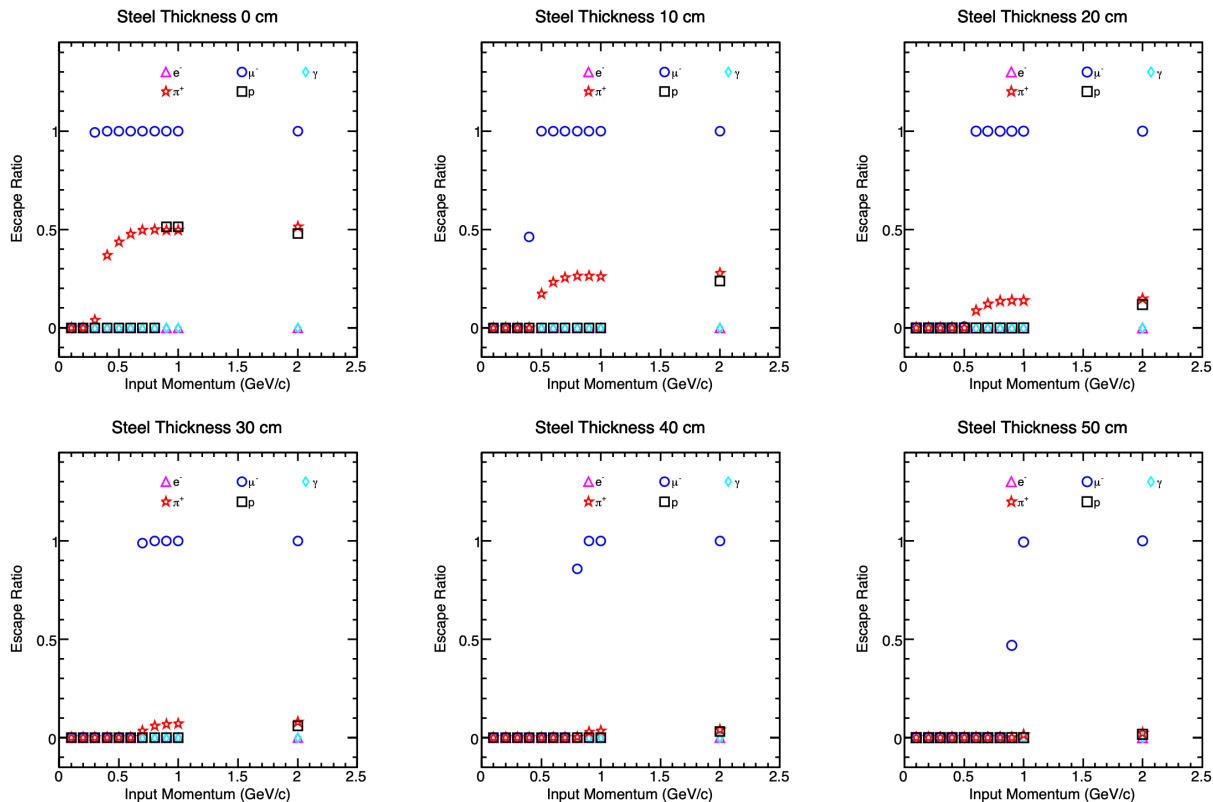 Steel Thickness 0 cm
Escape Ratio
e⁻ μ⁻ γ
π⁺ p
1
0.5
0
0 0.5 1 1.5 2 2.5
Input Momentum (GeV/c)
Steel Thickness 10 cm
Escape Ratio
e⁻ μ⁻ γ
π⁺ p
1
0.5
0
0 0.5 1 1.5 2 2.5
Input Momentum (GeV/c)
Steel Thickness 20 cm
Escape Ratio
e⁻ μ⁻ γ
π⁺ p
1
0.5
0
0 0.5 1 1.5 2 2.5
Input Momentum (GeV/c)
Steel Thickness 30 cm
Escape Ratio
e⁻ μ⁻ γ
π⁺ p
1
0.5
0
0 0.5 1 1.5 2 2.5
Input Momentum (GeV/c)
Steel Thickness 40 cm
Escape Ratio
e⁻ μ⁻ γ
π⁺ p
1
0.5
0
0 0.5 1 1.5 2 2.5
Input Momentum (GeV/c)
Steel Thickness 50 cm
Escape Ratio
e⁻ μ⁻ γ
π⁺ p
1
0.5
0
0 0.5 1 1.5 2 2.5
Input Momentum (GeV/c)